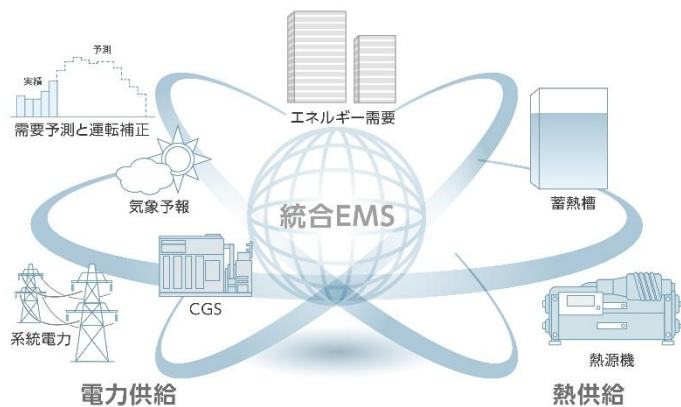 予測
実績
需要予測と運転補正
エネルギー需要
気象予報
統合EMS
蓄熱槽
CGS
系統電力
熱源機
電力供給
熱供給